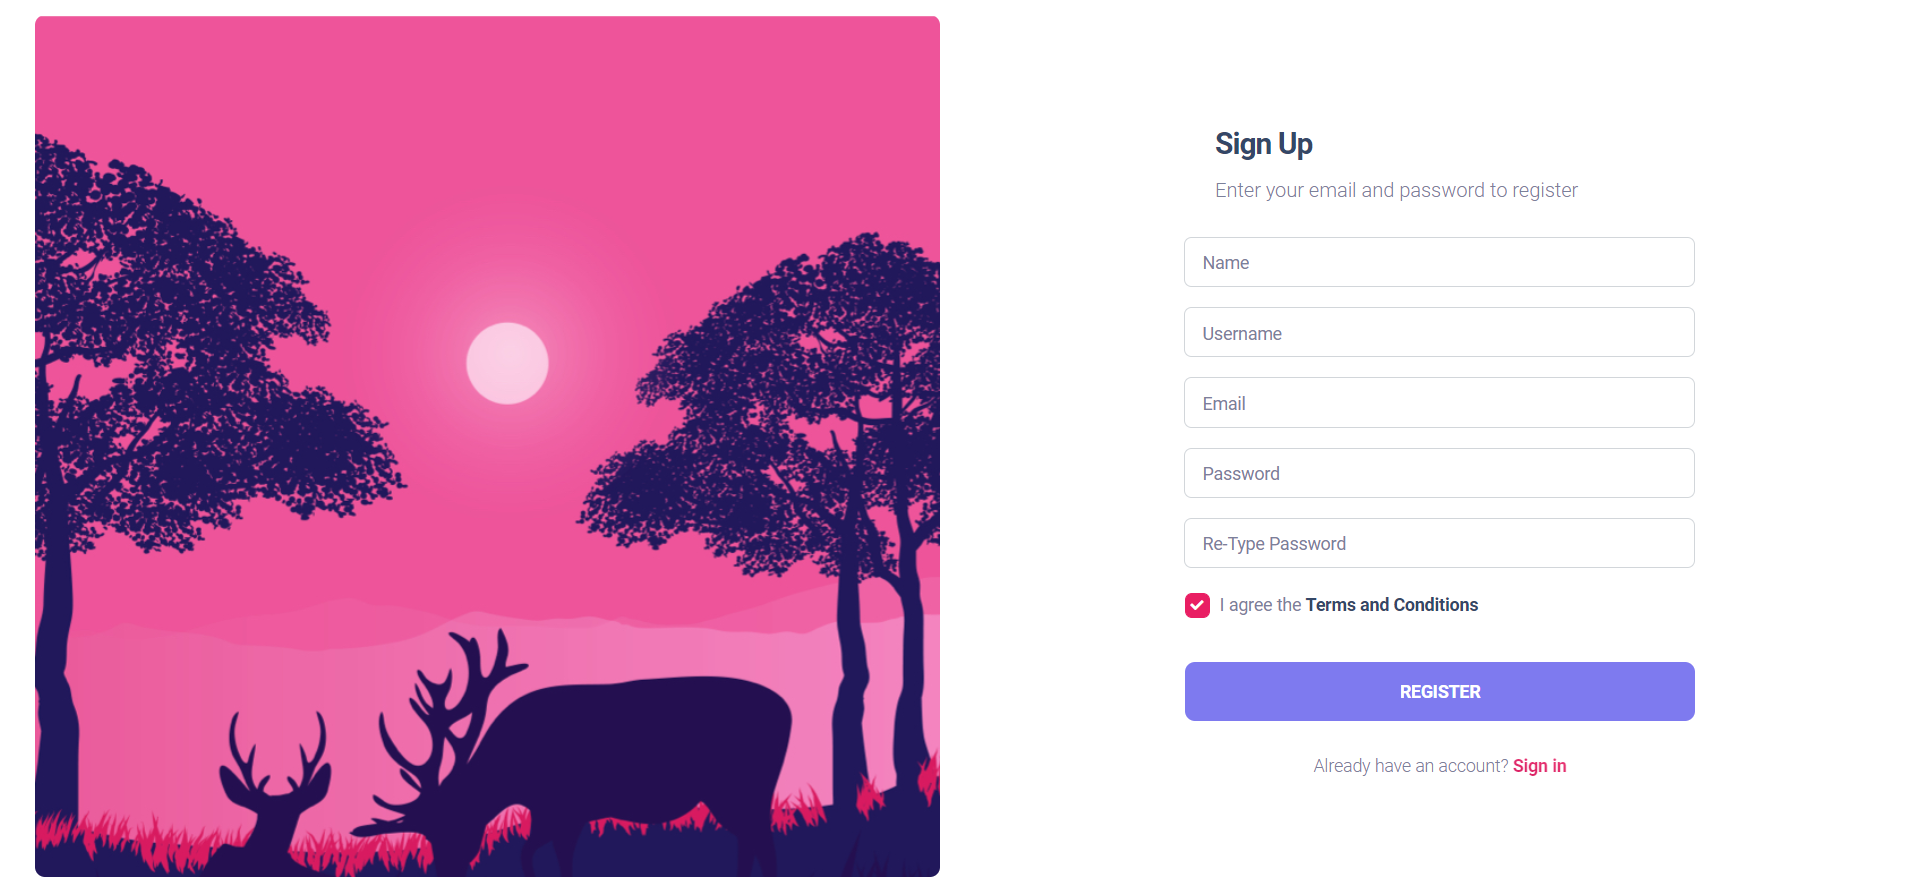 Sign Up
Enter your email and password to register
Name
Username
Email
Password
Re-Type Password
I agree the Terms and Conditions
REGISTER
Already have an account? Sign in